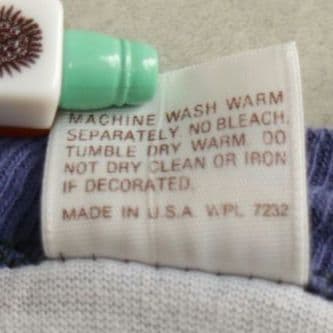 MACHINE WASH WARM
SEPARATELY NO BLEACH.
TUMBLE DRY WARM. DO
NOT DRY CLEAN OR IRON
IF DECORATED.
MADE IN U.S.A. WPL 7232